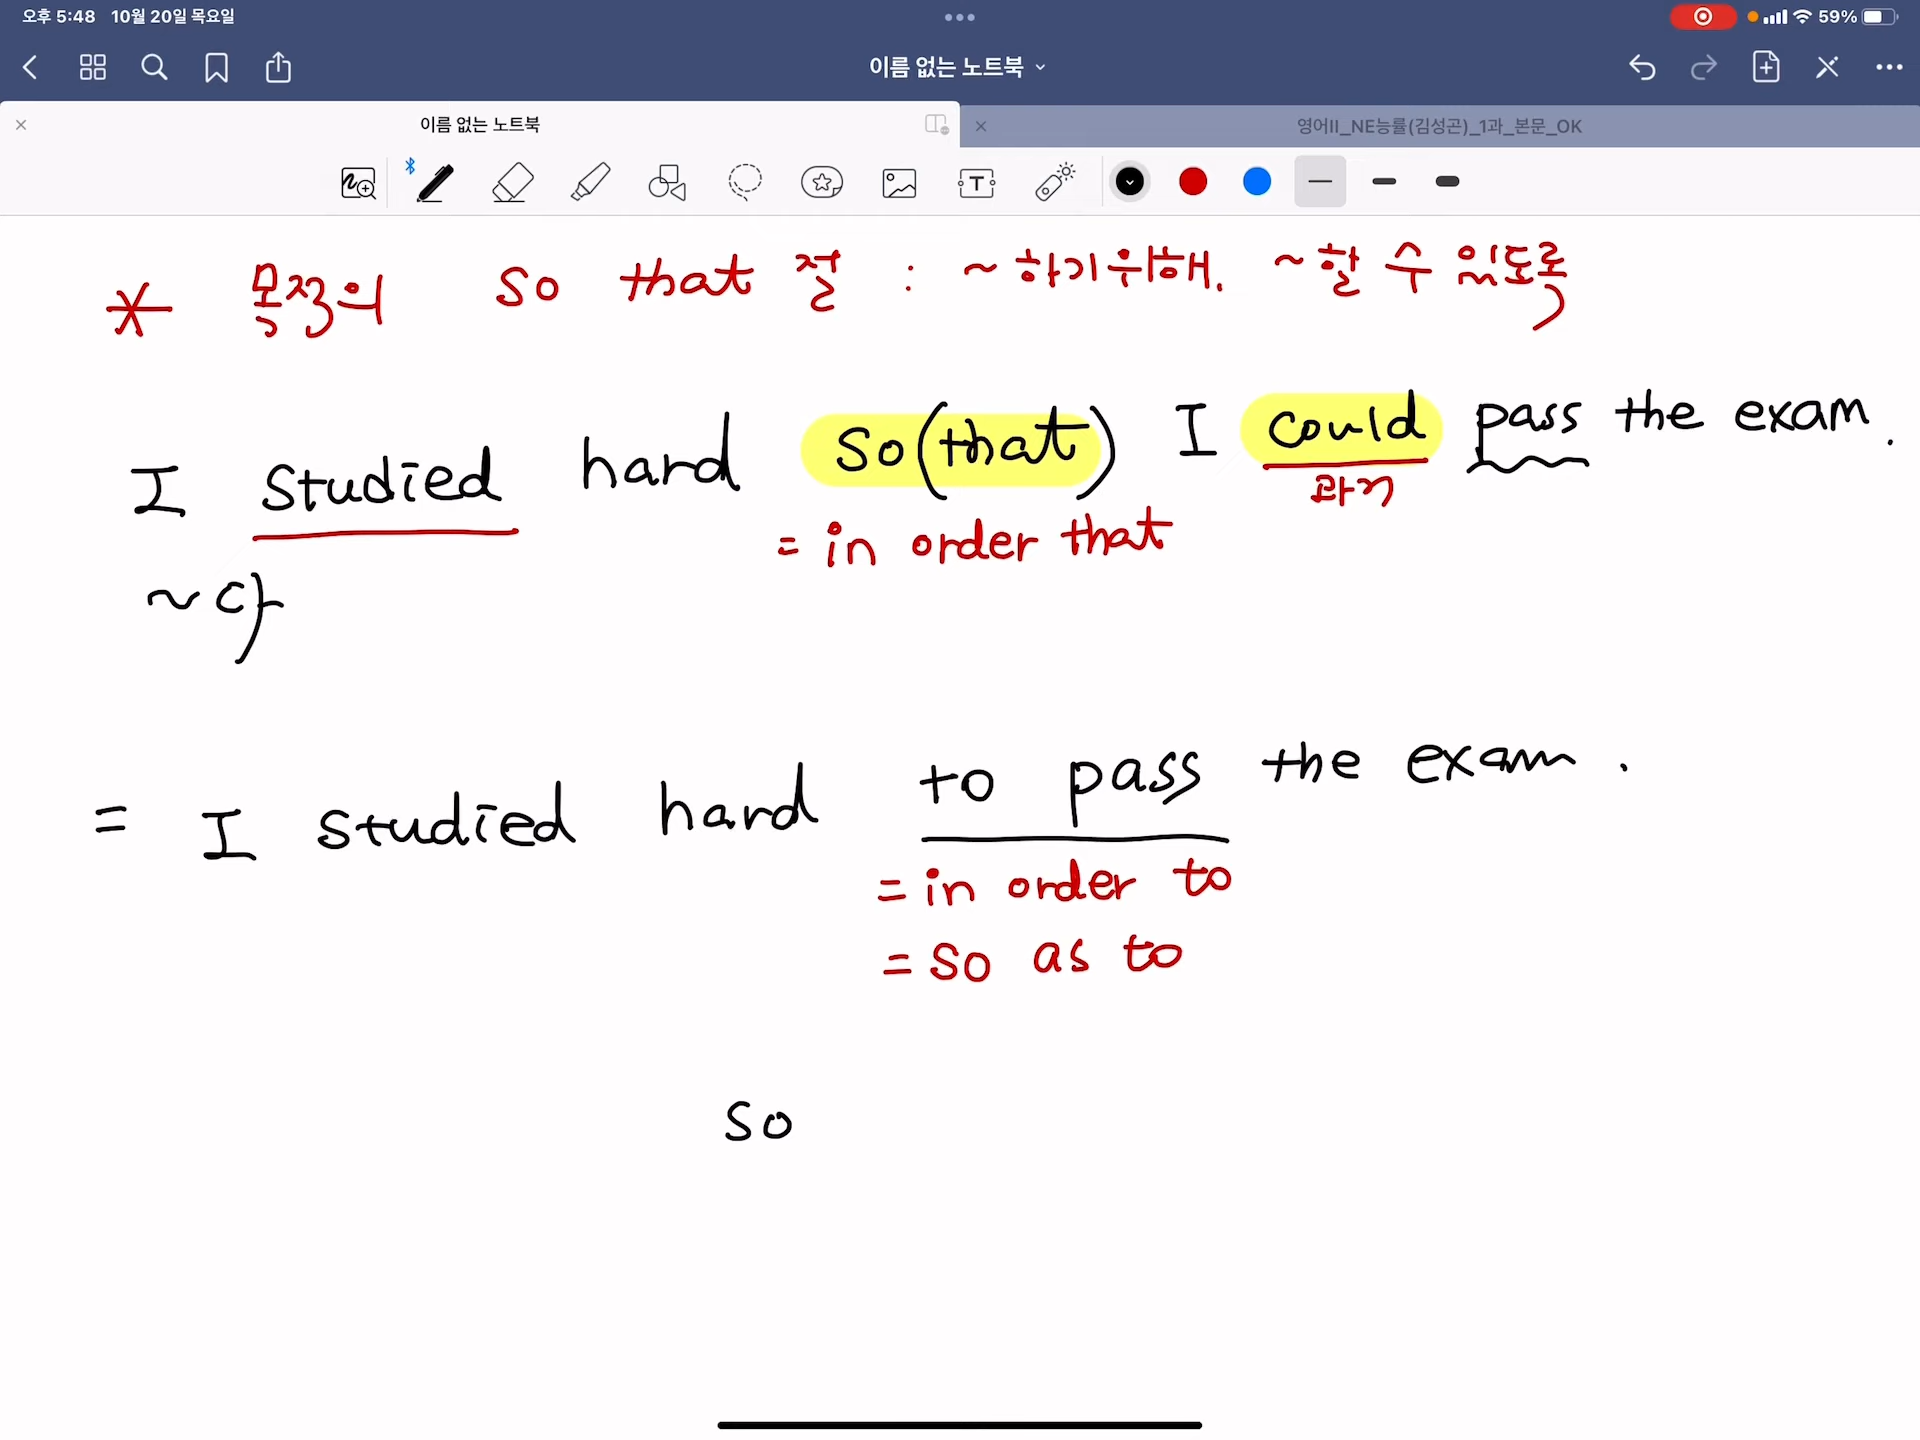 오후 5:48 10월 20일 목요일
59%
이름 없는 노트북
이름 없는 노트북
영어II_NE능률(김성곤)_1과_본문_OK
* 목적의 so that 절 : ~하기위해. ~할 수 있도록
I studied hard so(that) I could pass the exam.
= in order that 과거
~다
= I studied hard to pass the exam.
= in order to
= so as to
so